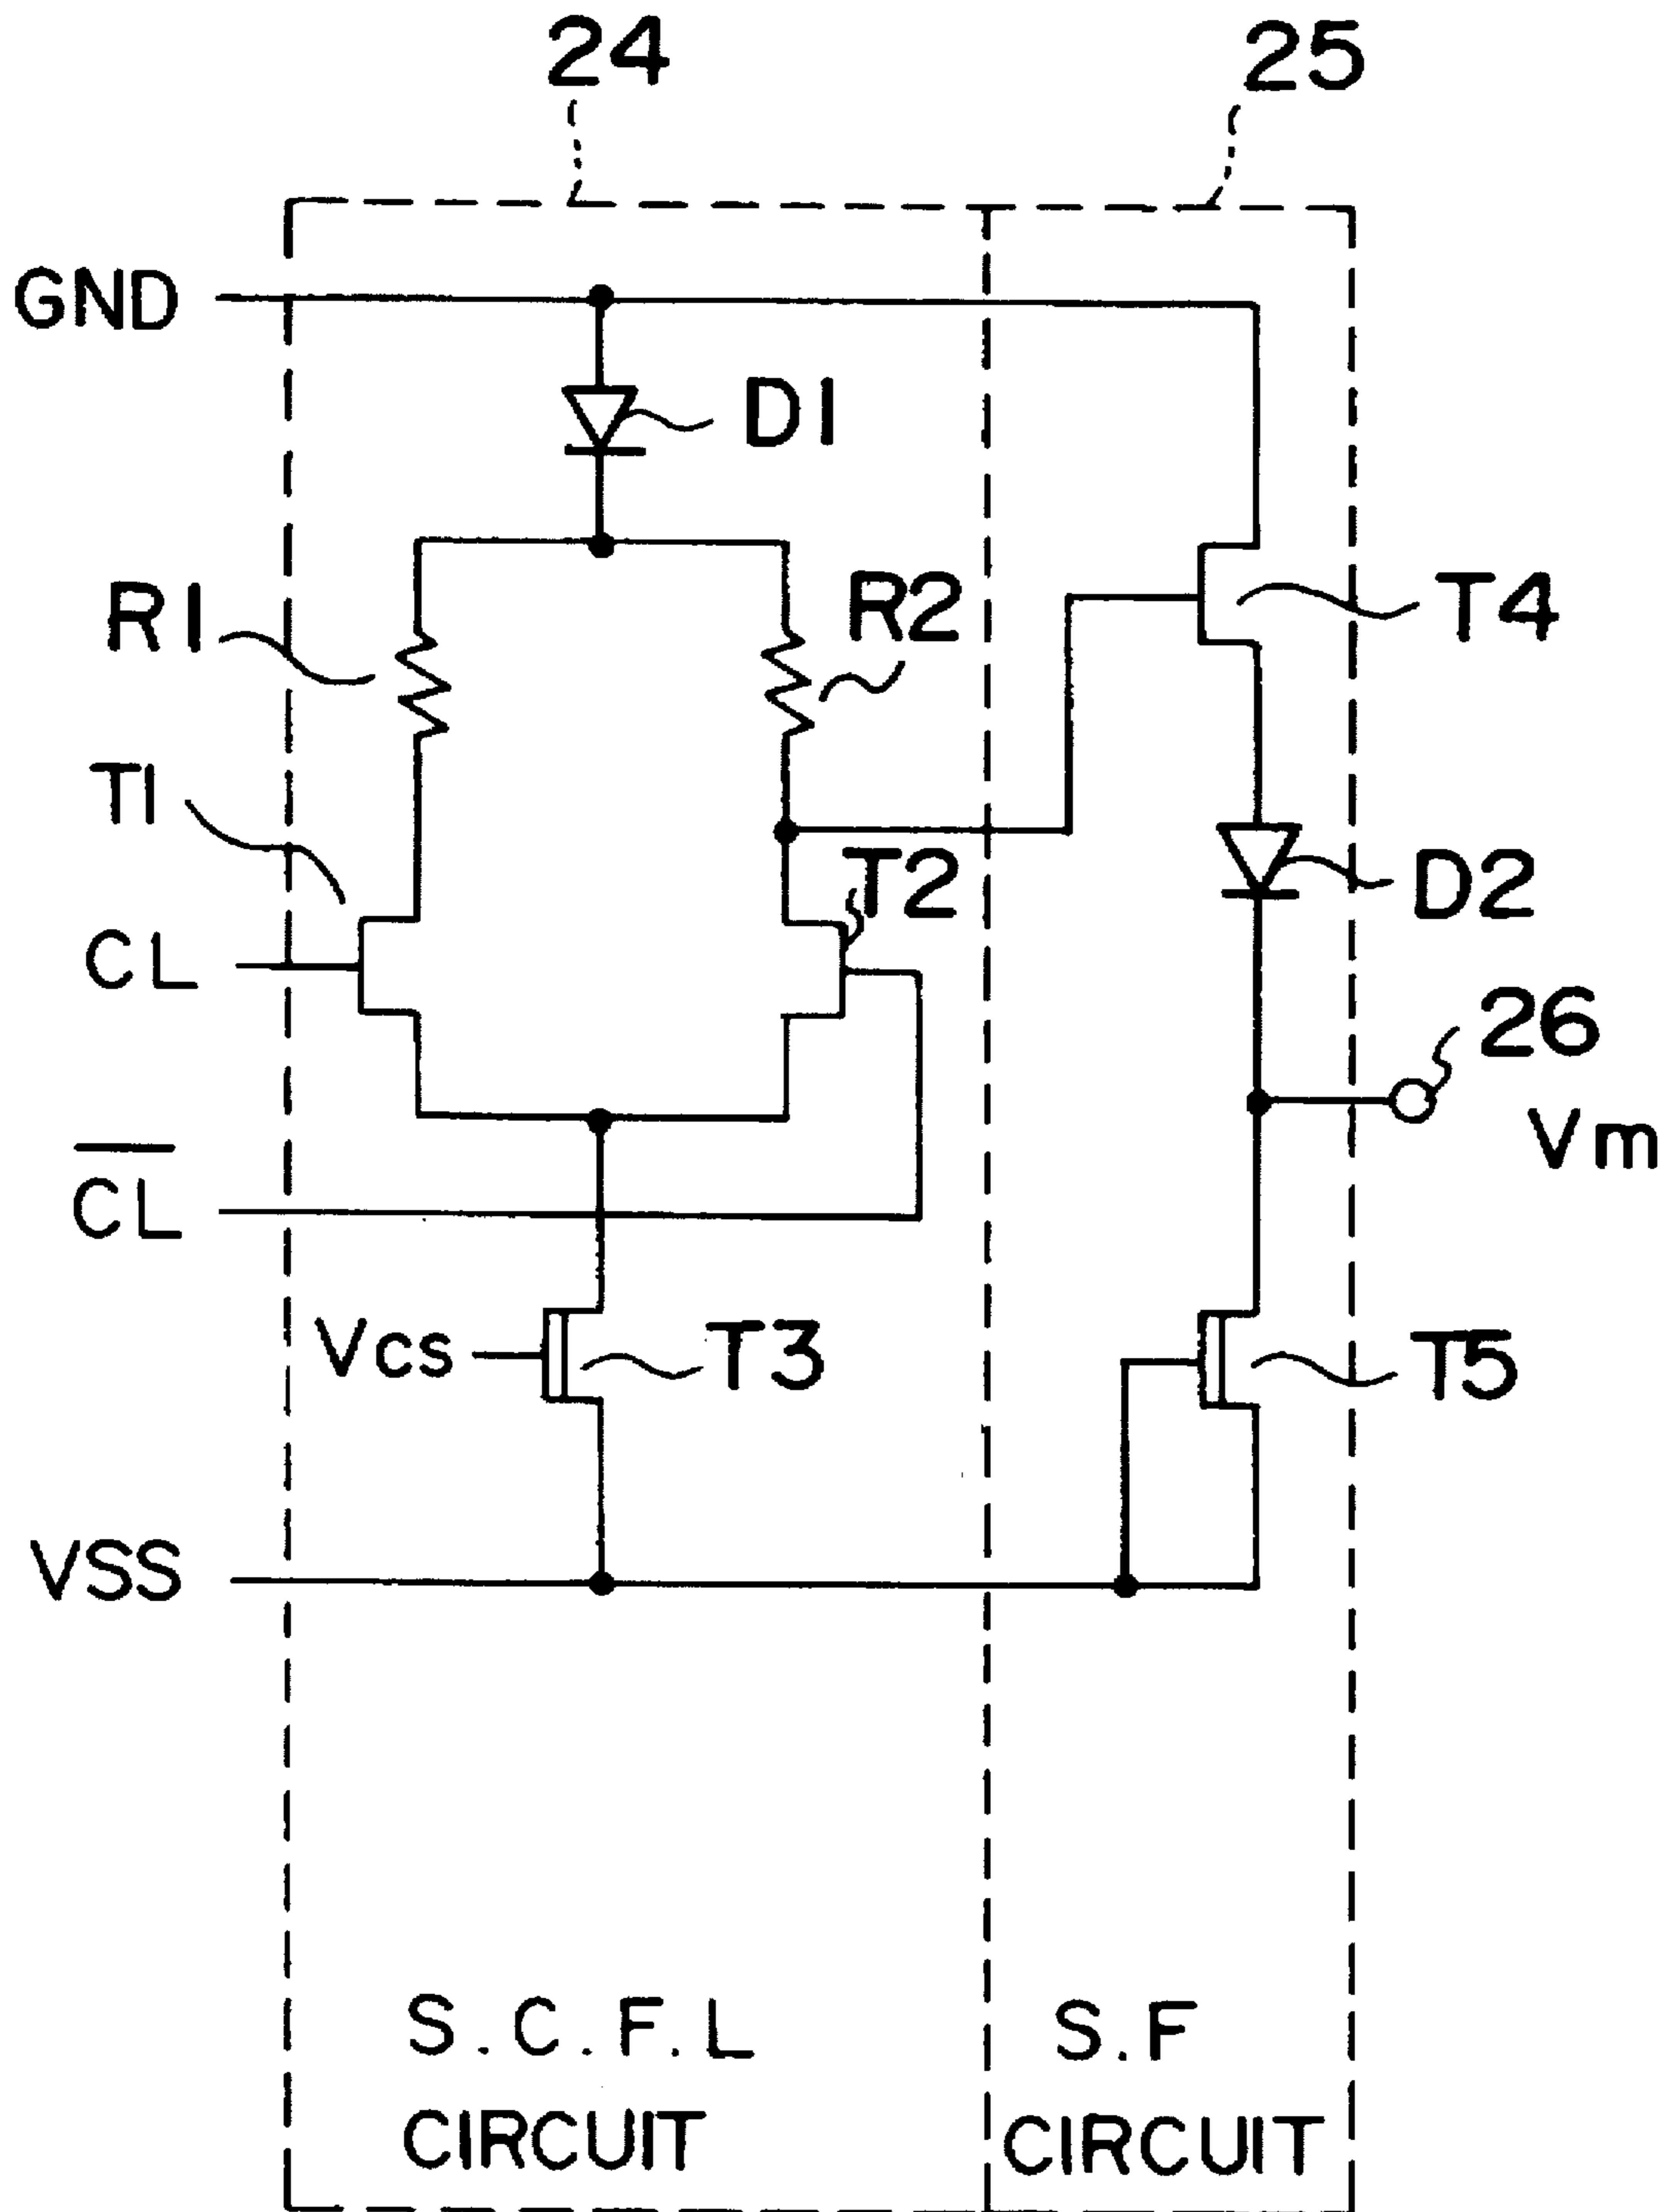 24
25
GND
D1
R1
R2
T4
T1
T2
D2
CL
26
Vm
C̅L̅
Vcs
T3
T5
VSS
S.C.F.L
CIRCUIT
S.F
CIRCUIT